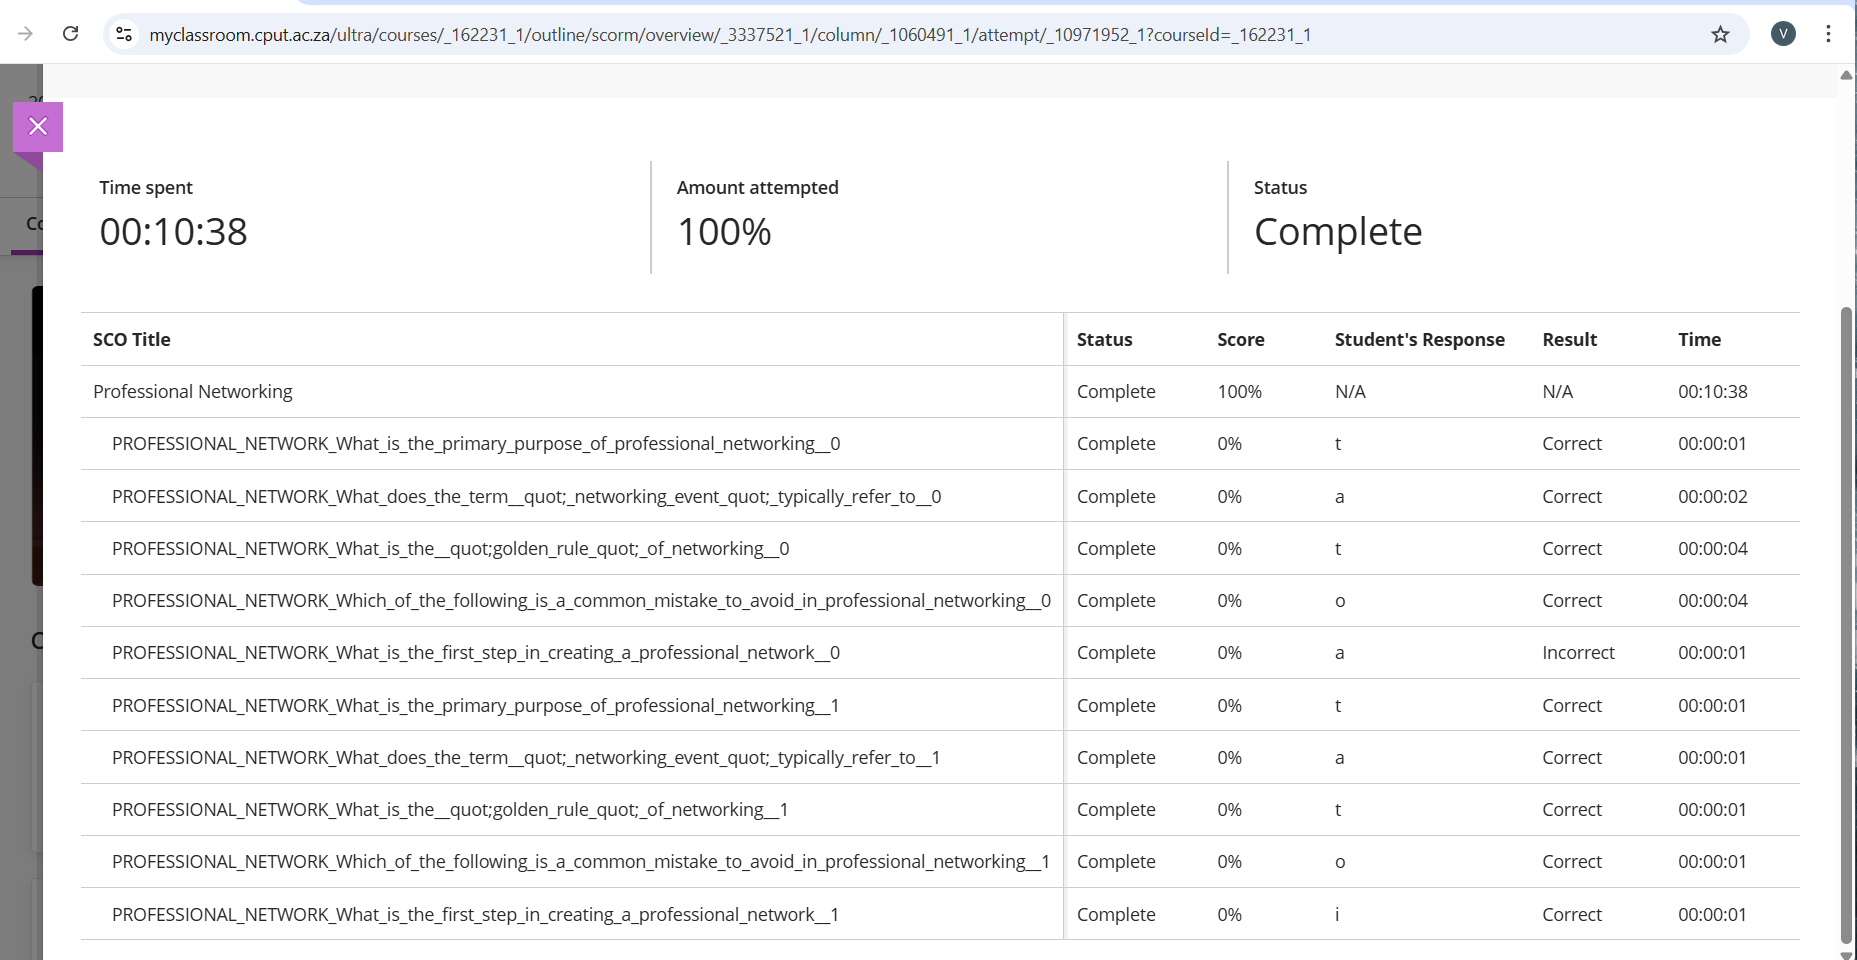 myclassroom.cput.ac.za/ultra/courses/_162231_1/outline/scorm/overview/_3337521_1/column/_1060491_1/attempt/_10971952_1?courseId=_162231_1
V
Time spent Amount attempted Status
00:10:38 100% Complete
SCO Title Status Score Student's Response Result Time
Professional Networking Complete 100% N/A N/A 00:10:38
PROFESSIONAL_NETWORK_What_is_the_primary_purpose_of_professional_networking__0 Complete 0% t Correct 00:00:01
PROFESSIONAL_NETWORK_What_does_the_term__quot;_networking_event_quot;_typically_refer_to__0 Complete 0% a Correct 00:00:02
PROFESSIONAL_NETWORK_What_is_the__quot;golden_rule_quot;_of_networking__0 Complete 0% t Correct 00:00:04
PROFESSIONAL_NETWORK_Which_of_the_following_is_a_common_mistake_to_avoid_in_professional_networking__0 Complete 0% o Correct 00:00:04
PROFESSIONAL_NETWORK_What_is_the_first_step_in_creating_a_professional_network__0 Complete 0% a Incorrect 00:00:01
PROFESSIONAL_NETWORK_What_is_the_primary_purpose_of_professional_networking__1 Complete 0% t Correct 00:00:01
PROFESSIONAL_NETWORK_What_does_the_term__quot;_networking_event_quot;_typically_refer_to__1 Complete 0% a Correct 00:00:01
PROFESSIONAL_NETWORK_What_is_the__quot;golden_rule_quot;_of_networking__1 Complete 0% t Correct 00:00:01
PROFESSIONAL_NETWORK_Which_of_the_following_is_a_common_mistake_to_avoid_in_professional_networking__1 Complete 0% o Correct 00:00:01
PROFESSIONAL_NETWORK_What_is_the_first_step_in_creating_a_professional_network__1 Complete 0% i Correct 00:00:01